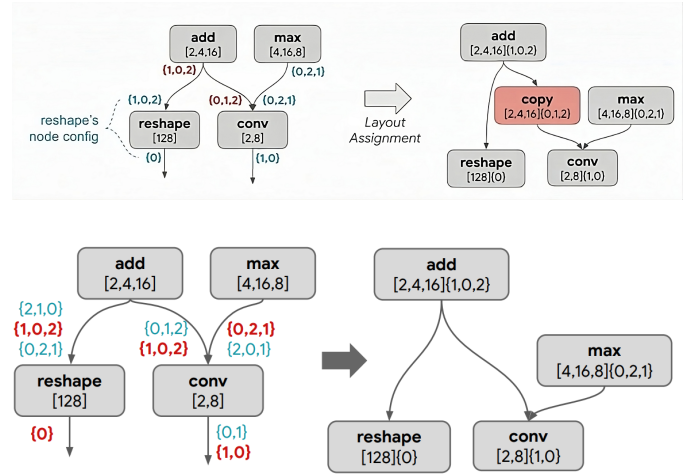 add
[2,4,16]
max
[4,16,8]
{1,0,2}
{0,2,1}
{1,0,2}
{0,1,2}
{0,2,1}
reshape's
node config
reshape
[128]
conv
[2,8]
{0}
{1,0}
Layout
Assignment
add
[2,4,16]{1,0,2}
copy
[2,4,16]{0,1,2}
max
[4,16,8]{0,2,1}
reshape
[128]{0}
conv
[2,8]{1,0}
add
[2,4,16]
max
[4,16,8]
{2,1,0}
{1,0,2}
{0,2,1}
{0,1,2}
{1,0,2}
{0,2,1}
{2,0,1}
reshape
[128]
conv
[2,8]
{0}
{0,1}
{1,0}
add
[2,4,16]{1,0,2}
max
[4,16,8]{0,2,1}
reshape
[128]{0}
conv
[2,8]{1,0}